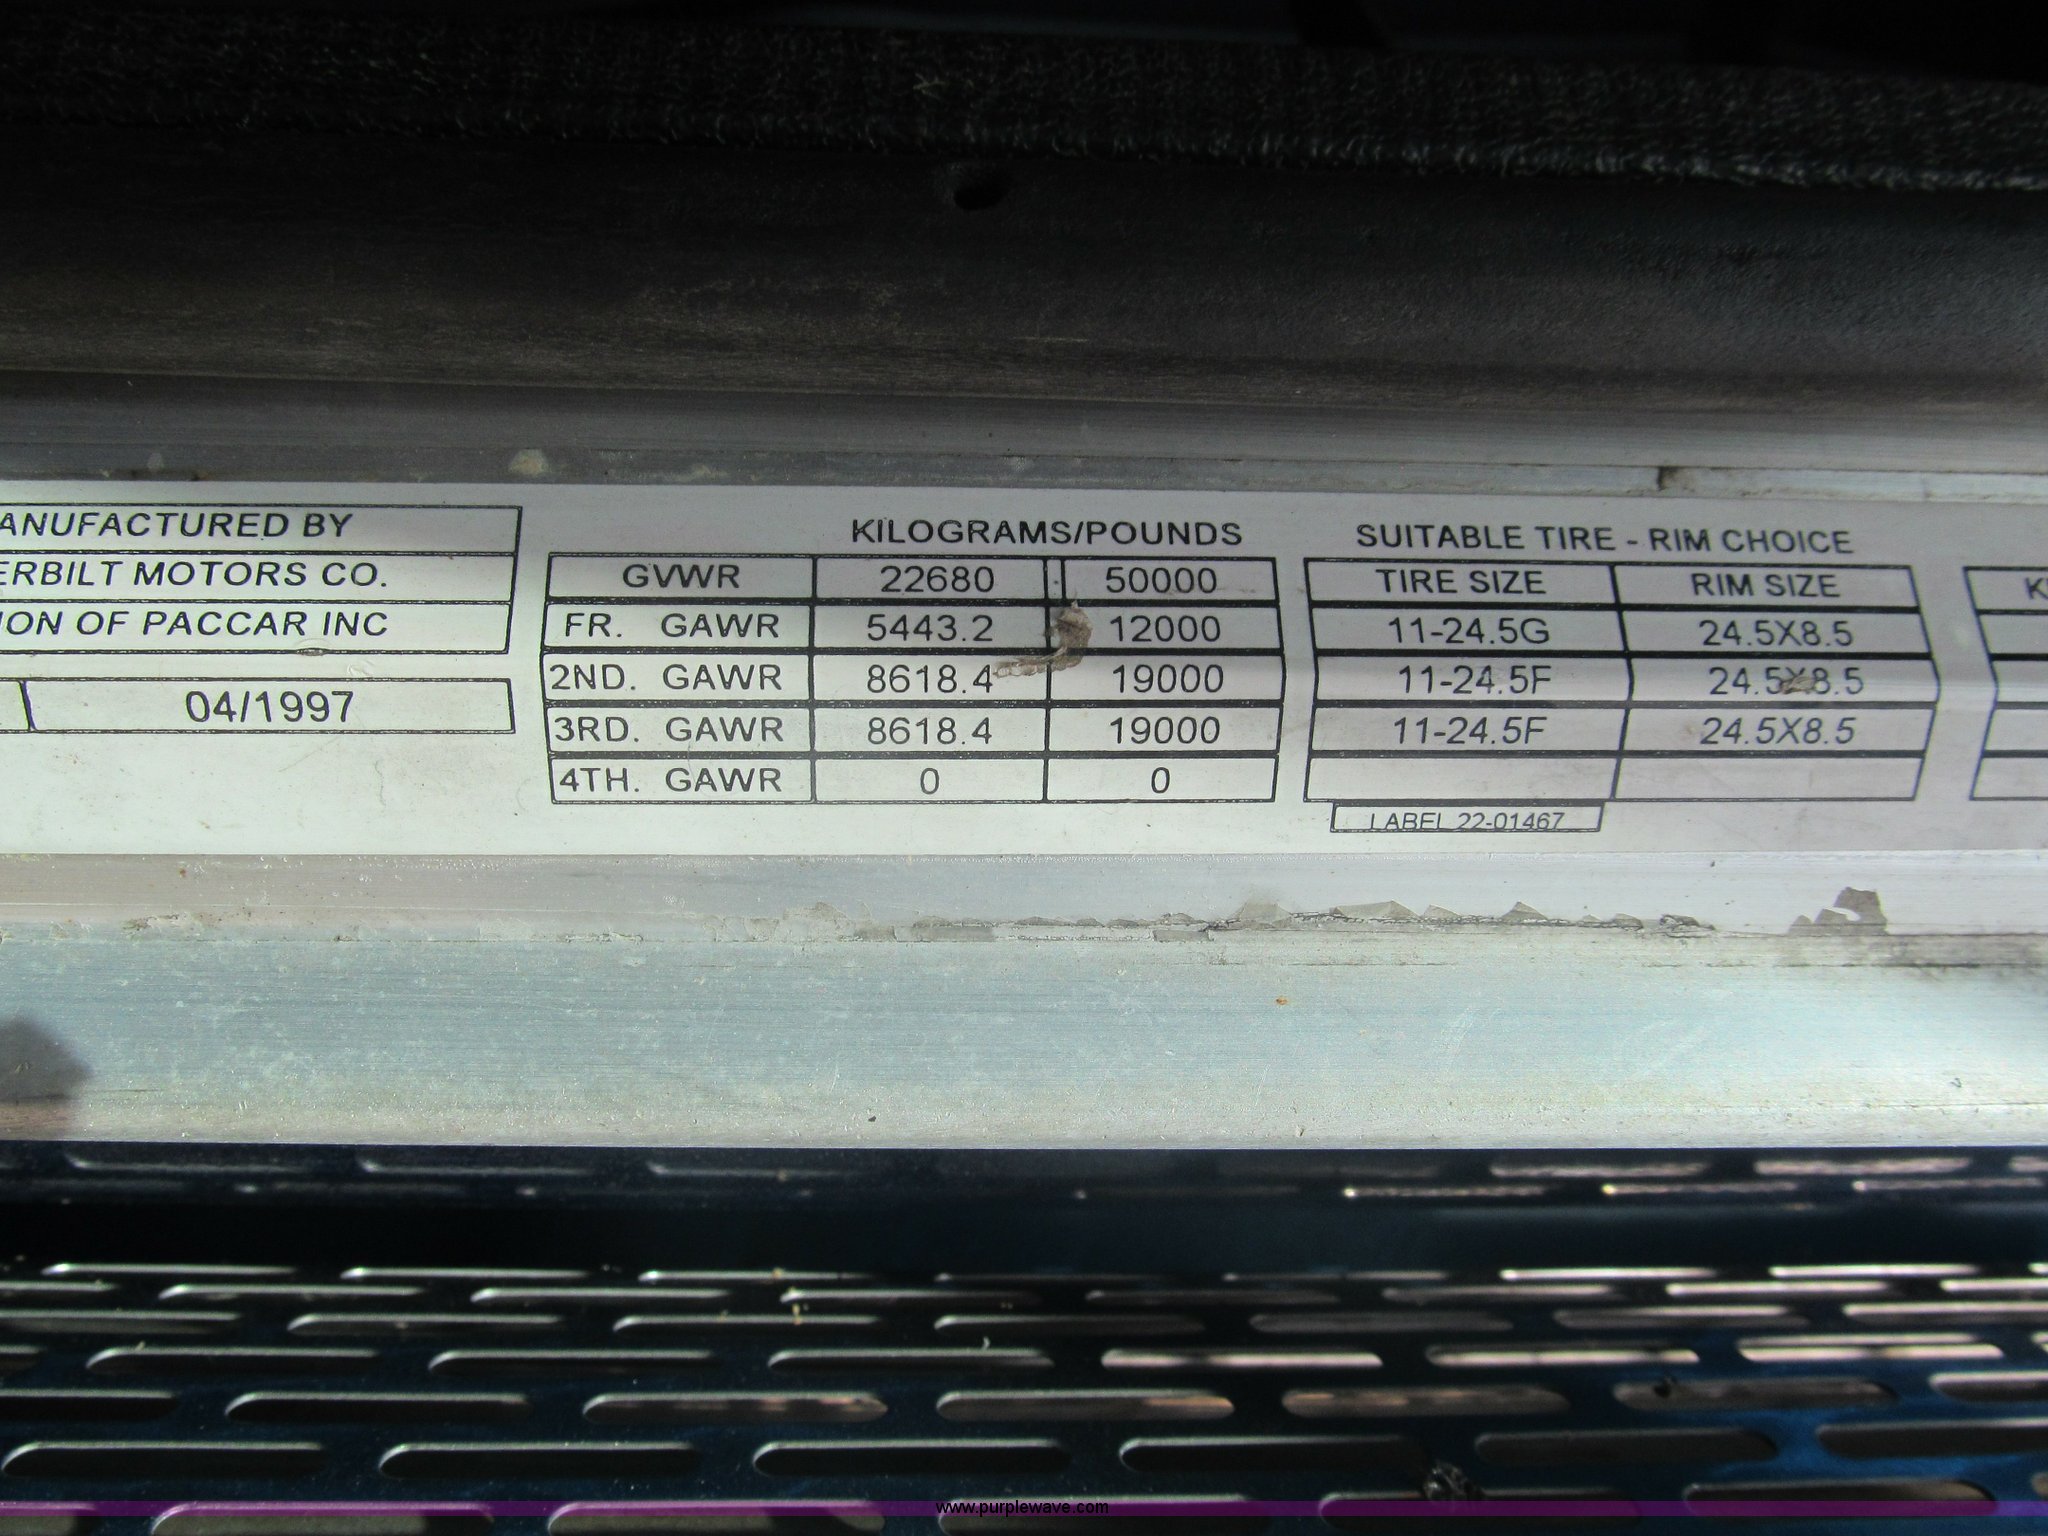 ANUFACTURED BY
ERBILT MOTORS CO.
ION OF PACCAR INC
04/1997
KILOGRAMS/POUNDS
GVWR 22680 50000
FR. GAWR 5443.2 12000
2ND. GAWR 8618.4 19000
3RD. GAWR 8618.4 19000
4TH. GAWR 0 0
SUITABLE TIRE - RIM CHOICE
TIRE SIZE RIM SIZE
11-24.5G 24.5X8.5
11-24.5F 24.5X8.5
11-24.5F 24.5X8.5
LABEL 22-01467
www.purplewave.com